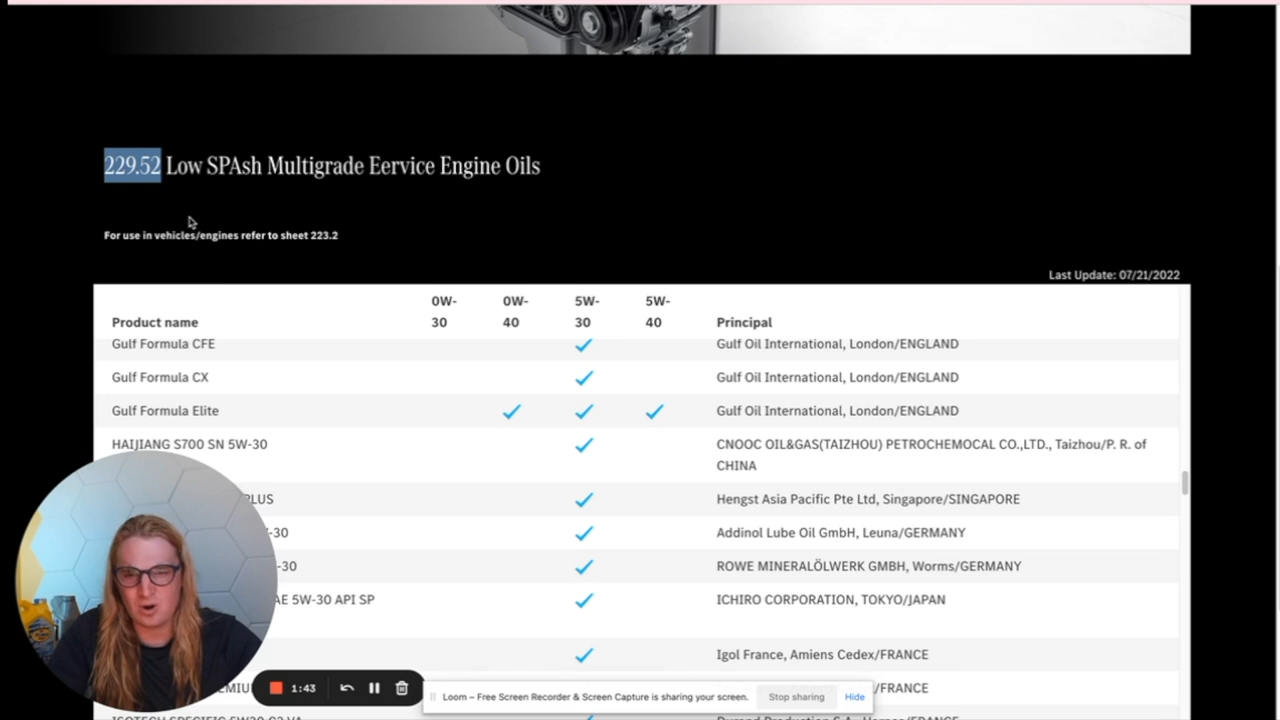 229.52 Low SPAsh Multigrade Eervice Engine Oils
For use in vehicles/engines refer to sheet 223.2
Last Update: 07/21/2022
Product name 0W-30 0W-40 5W-30 5W-40 Principal
Gulf Formula CFE Gulf Oil International, London/ENGLAND
Gulf Formula CX Gulf Oil International, London/ENGLAND
Gulf Formula Elite Gulf Oil International, London/ENGLAND
HAIJIANG S700 SN 5W-30 CNOOC OIL&GAS(TAIZHOU) PETROCHEMOCAL CO.,LTD., Taizhou/P. R. of
CHINA
PLUS Hengst Asia Pacific Pte Ltd, Singapore/SINGAPORE
-30 Addinol Lube Oil GmbH, Leuna/GERMANY
-30 ROWE MINERALÖLWERK GMBH, Worms/GERMANY
AE 5W-30 API SP ICHIRO CORPORATION, TOKYO/JAPAN
Igol France, Amiens Cedex/FRANCE
/FRANCE
1:43
Loom – Free Screen Recorder & Screen Capture is sharing your screen. Stop sharing Hide